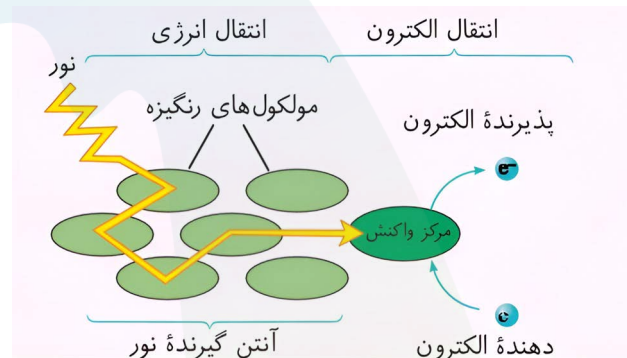 انتقال الکترون
انتقال انرژی
نور
مولکول‌های رنگیزه
پذیرندهٔ الکترون
e-
مرکز واکنش
e-
آنتن گیرندهٔ نور
دهندهٔ الکترون